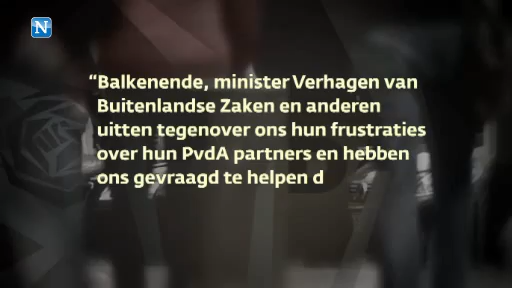 N
“Balkenende, minister Verhagen van
Buitenlandse Zaken en anderen
uitten tegenover ons hun frustraties
over hun PvdA partners en hebben
ons gevraagd te helpen d